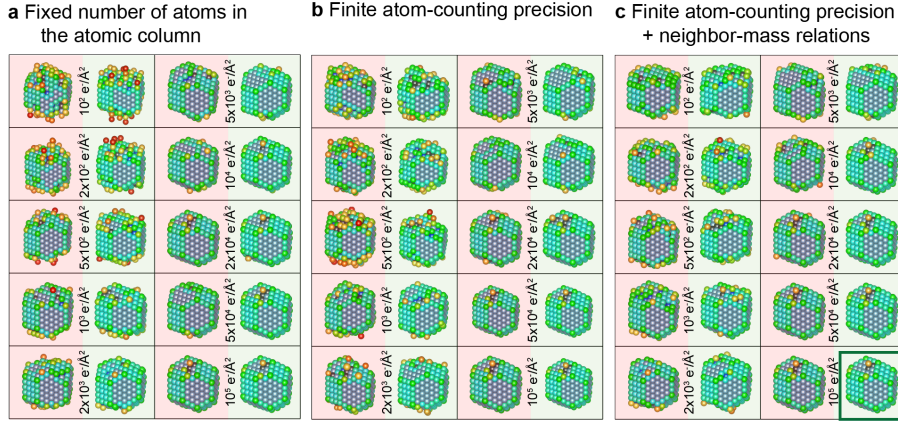 a Fixed number of atoms in
the atomic column
b Finite atom-counting precision
c Finite atom-counting precision
+ neighbor-mass relations
10² e⁻/Å²
5x10³ e⁻/Å²
10² e⁻/Å²
5x10³ e⁻/Å²
10² e⁻/Å²
5x10³ e⁻/Å²
2x10² e⁻/Å²
10⁴ e⁻/Å²
2x10² e⁻/Å²
10⁴ e⁻/Å²
2x10² e⁻/Å²
10⁴ e⁻/Å²
5x10² e⁻/Å²
2x10⁴ e⁻/Å²
5x10² e⁻/Å²
2x10⁴ e⁻/Å²
5x10² e⁻/Å²
2x10⁴ e⁻/Å²
10³ e⁻/Å²
5x10⁴ e⁻/Å²
10³ e⁻/Å²
5x10⁴ e⁻/Å²
10³ e⁻/Å²
5x10⁴ e⁻/Å²
2x10³ e⁻/Å²
10⁵ e⁻/Å²
2x10³ e⁻/Å²
10⁵ e⁻/Å²
2x10³ e⁻/Å²
10⁵ e⁻/Å²